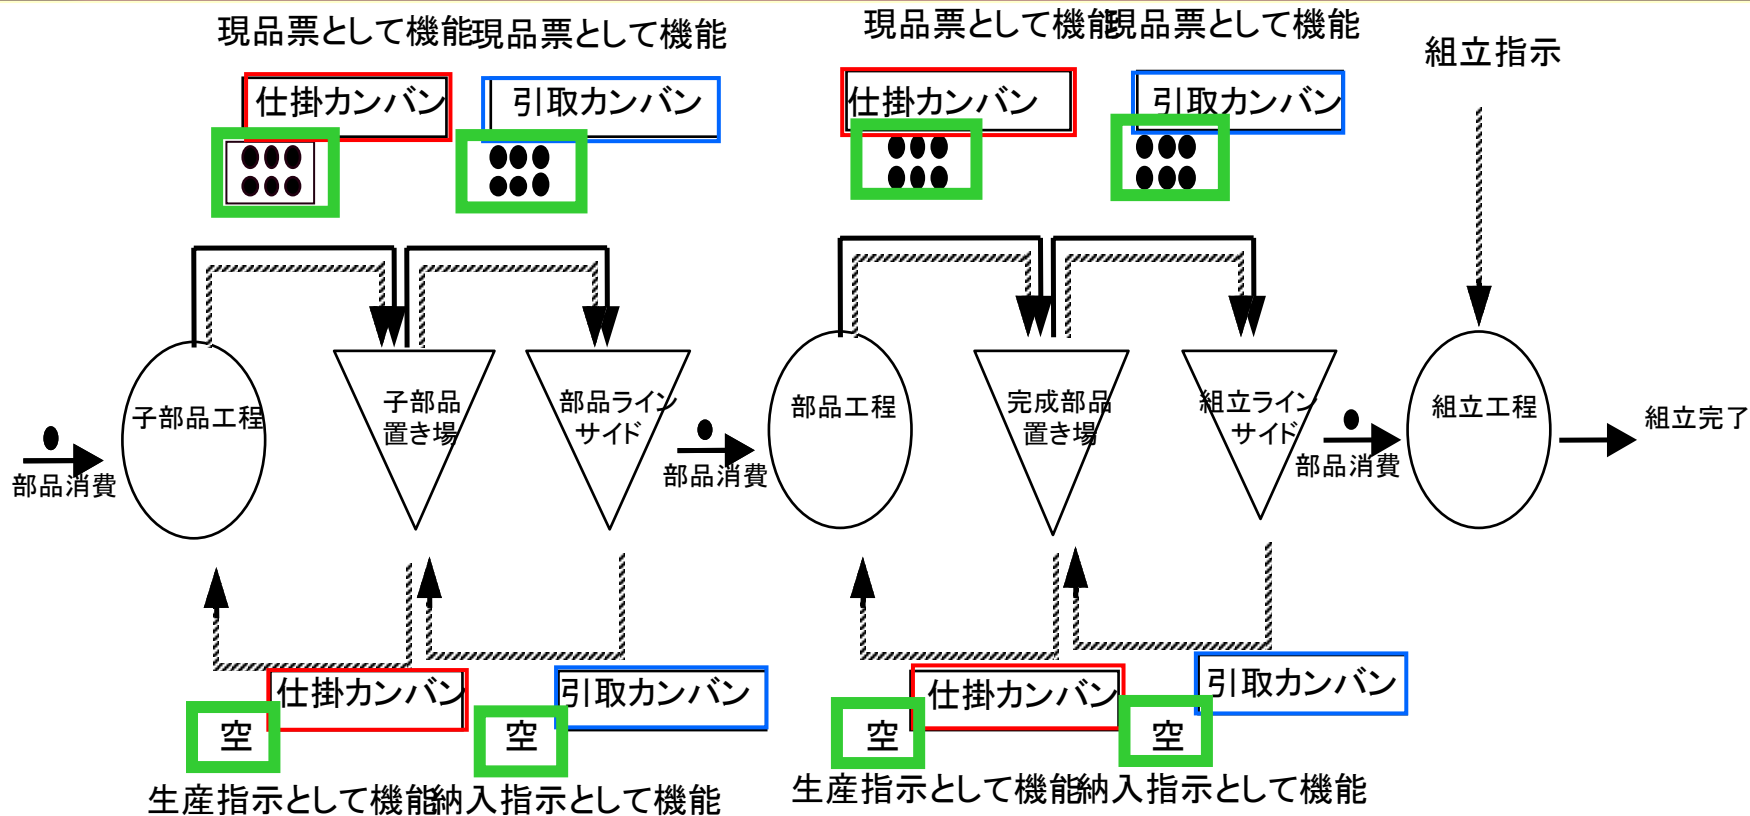 現品票として機能
現品票として機能
現品票として機能
現品票として機能
組立指示
仕掛カンバン
引取カンバン
仕掛カンバン
引取カンバン
子部品工程
子部品
置き場
部品ライン
サイド
部品工程
完成部品
置き場
組立ライン
サイド
組立工程
組立完了
部品消費
部品消費
部品消費
仕掛カンバン
引取カンバン
仕掛カンバン
引取カンバン
空
空
空
空
生産指示として機能
納入指示として機能
生産指示として機能
納入指示として機能